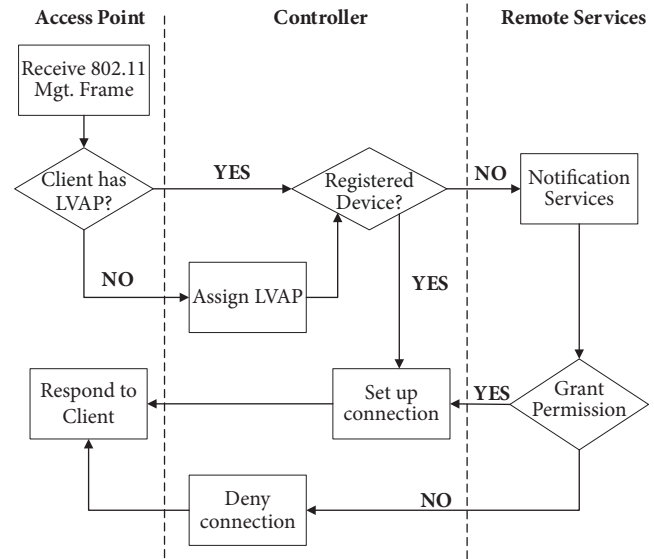 Access Point
Controller
Remote Services
Receive 802.11
Mgt. Frame
Client has
LVAP?
YES
Registered
Device?
NO
Notification
Services
NO
Assign LVAP
YES
Respond to
Client
Set up
connection
YES
Grant
Permission
Deny
connection
NO